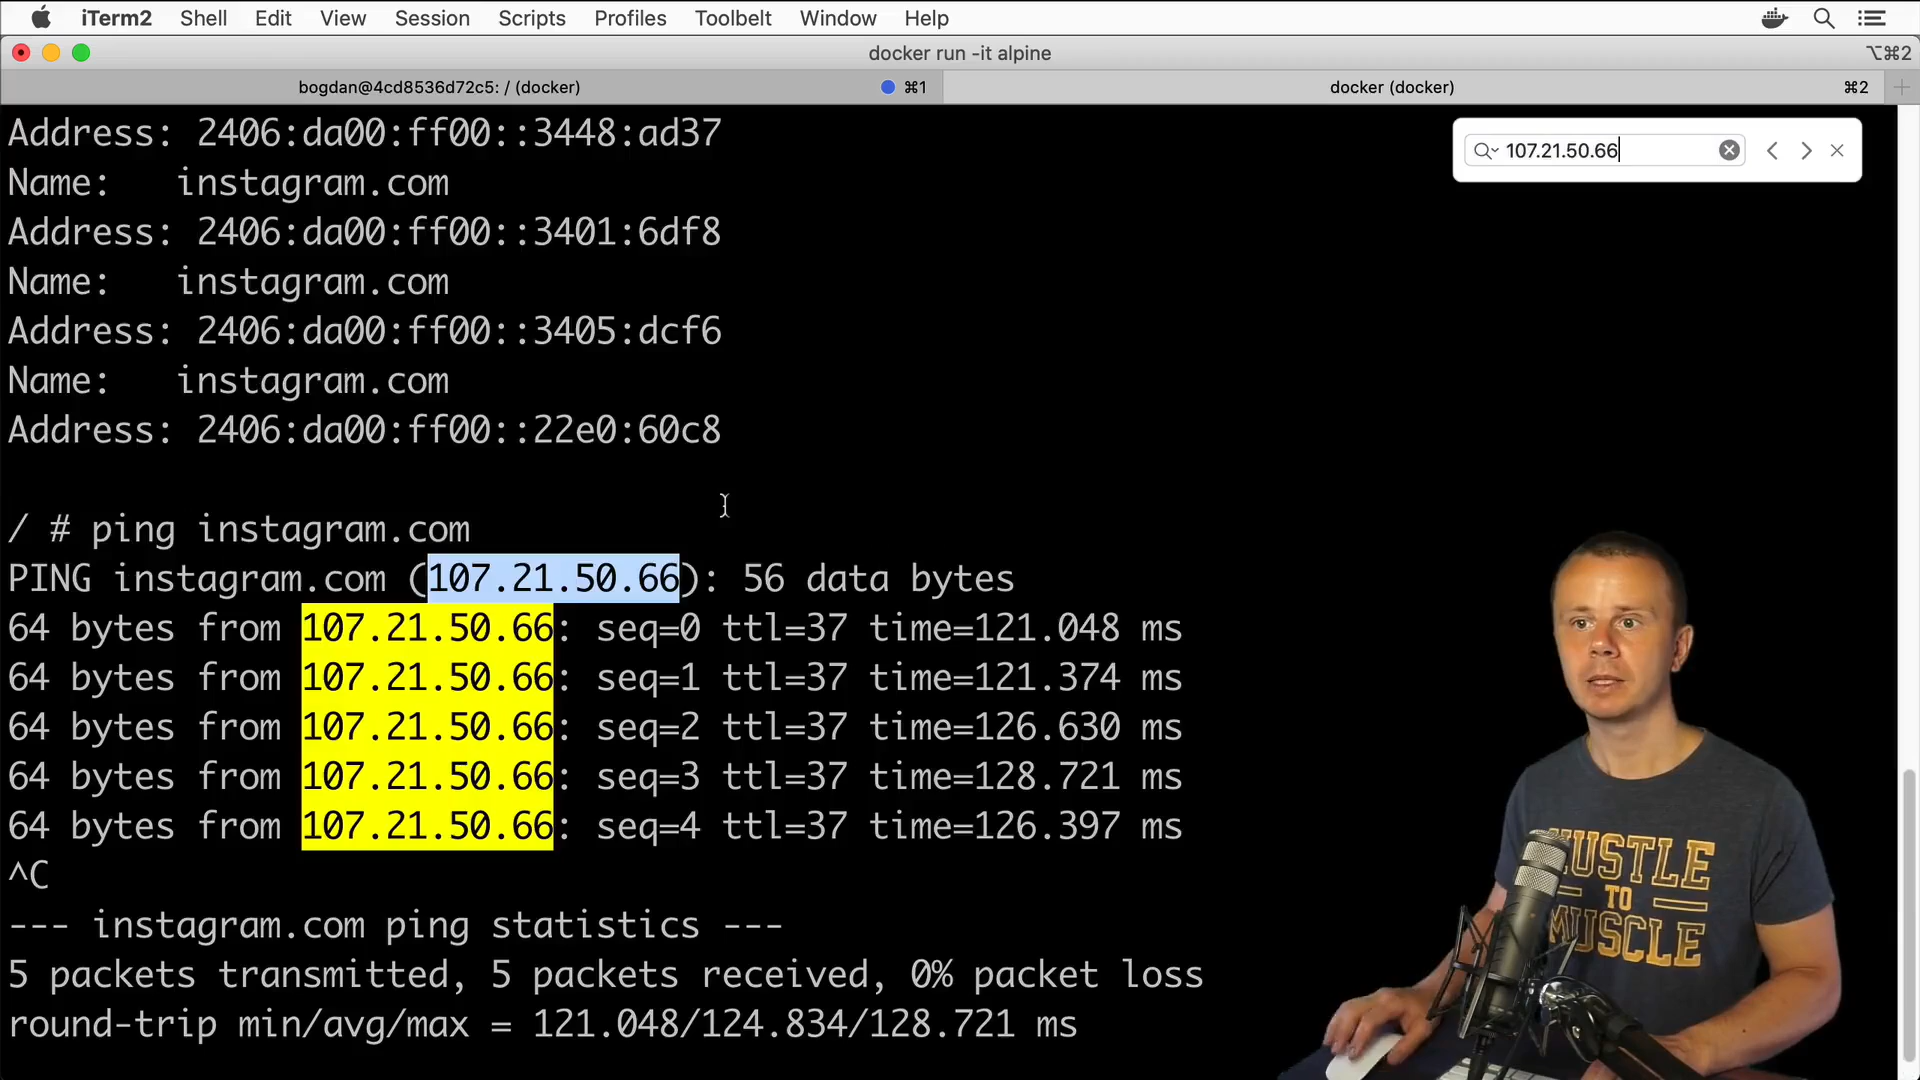 iTerm2 Shell Edit View Session Scripts Profiles Toolbelt Window Help
docker run -it alpine ⌥⌘2
bogdan@4cd8536d72c5: / (docker) ⌘1 docker (docker) ⌘2
107.21.50.66
Address: 2406:da00:ff00::3448:ad37
Name: instagram.com
Address: 2406:da00:ff00::3401:6df8
Name: instagram.com
Address: 2406:da00:ff00::3405:dcf6
Name: instagram.com
Address: 2406:da00:ff00::22e0:60c8
/ # ping instagram.com
PING instagram.com (107.21.50.66): 56 data bytes
64 bytes from 107.21.50.66: seq=0 ttl=37 time=121.048 ms
64 bytes from 107.21.50.66: seq=1 ttl=37 time=121.374 ms
64 bytes from 107.21.50.66: seq=2 ttl=37 time=126.630 ms
64 bytes from 107.21.50.66: seq=3 ttl=37 time=128.721 ms
64 bytes from 107.21.50.66: seq=4 ttl=37 time=126.397 ms
^C
--- instagram.com ping statistics ---
5 packets transmitted, 5 packets received, 0% packet loss
round-trip min/avg/max = 121.048/124.834/128.721 ms
HUSTLE
TO
MUSCLE